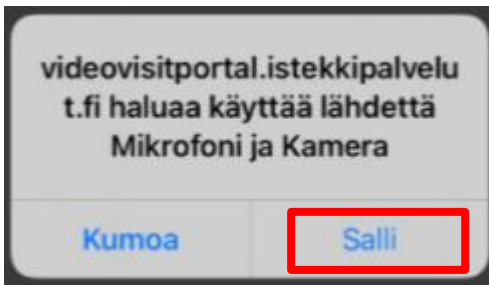 videovisitportal.istekkipalvelu
t.fi haluaa käyttää lähdettä
Mikrofoni ja Kamera
Kumoa
Salli